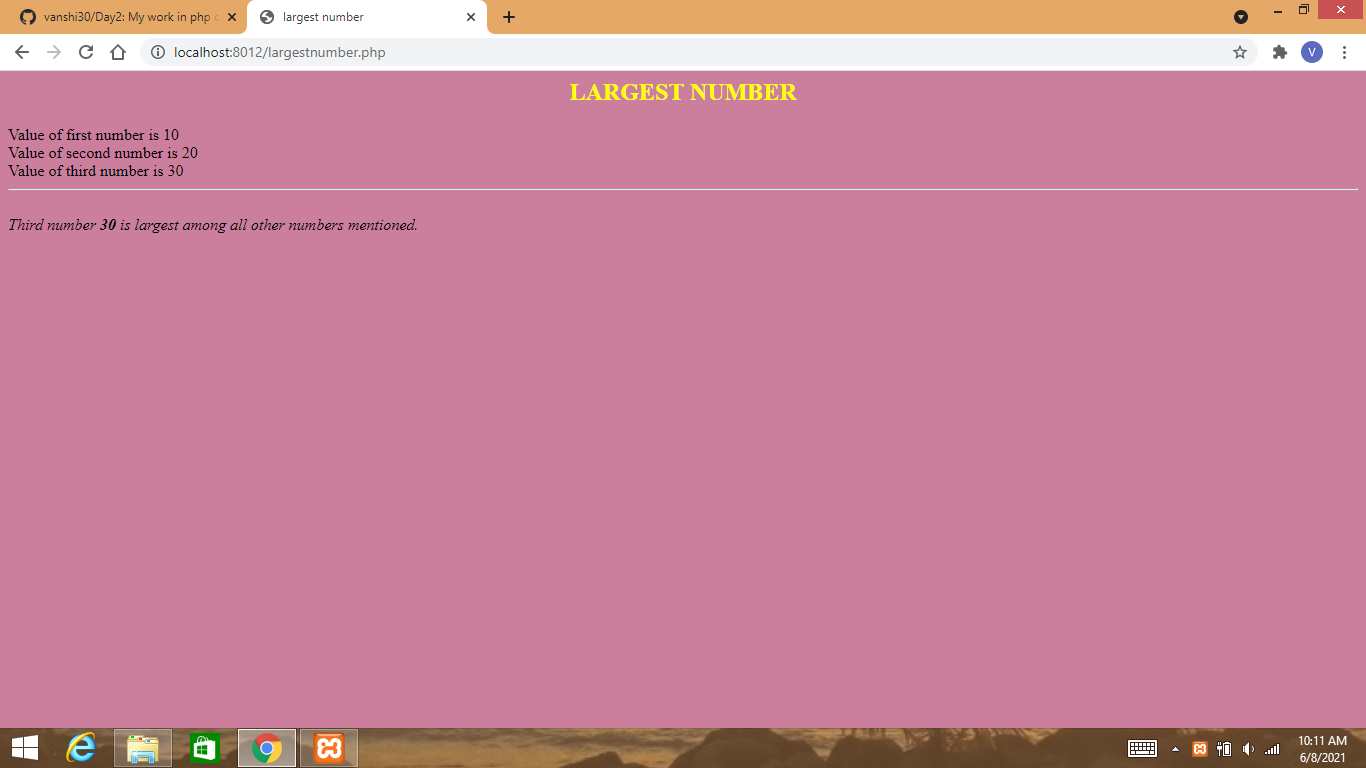 vanshi30/Day2: My work in php
largest number
localhost:8012/largestnumber.php
V
LARGEST NUMBER
Value of first number is 10
Value of second number is 20
Value of third number is 30
Third number 30 is largest among all other numbers mentioned.
10:11 AM
6/8/2021